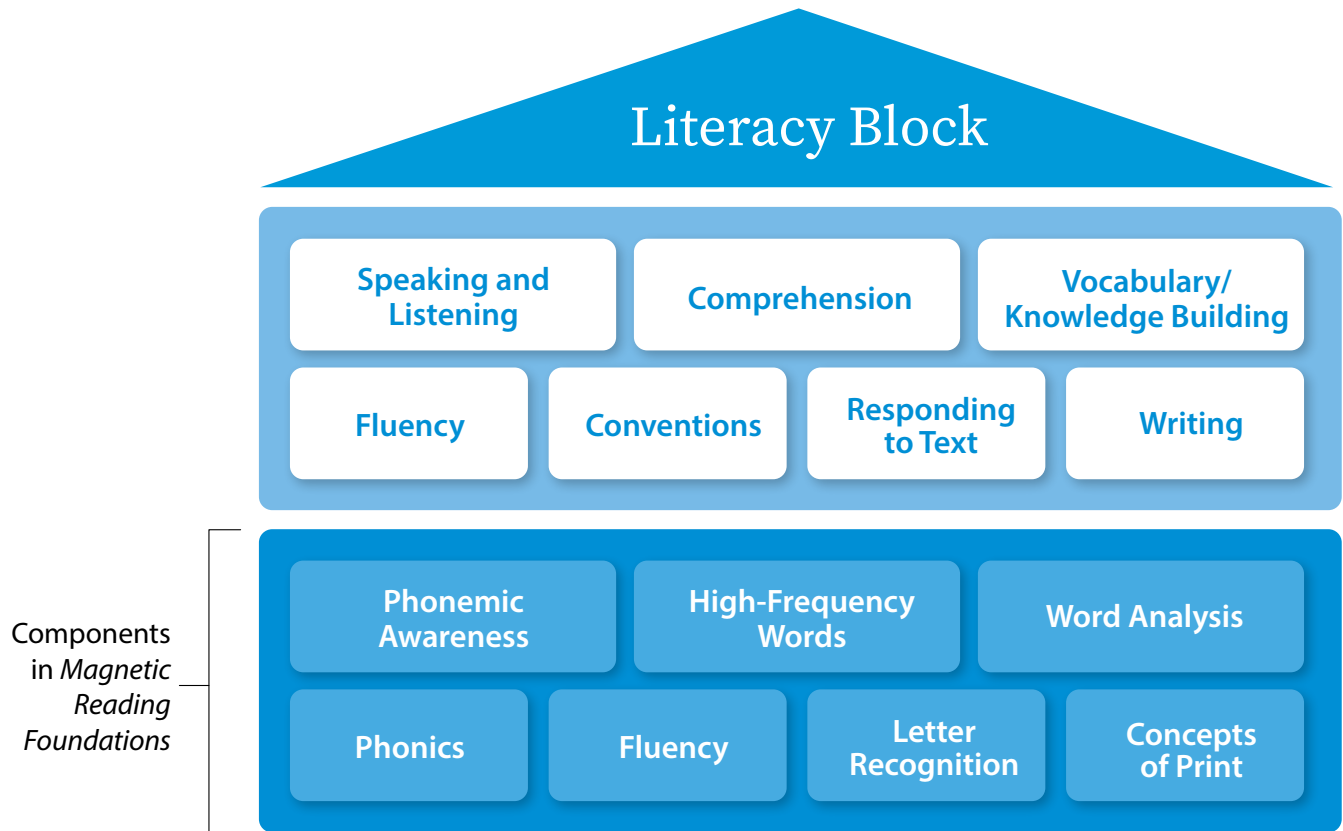 Literacy Block
Speaking and
Listening
Comprehension
Vocabulary/
Knowledge Building
Fluency
Conventions
Responding
to Text
Writing
Components
in Magnetic
Reading
Foundations
Phonemic
Awareness
High-Frequency
Words
Word Analysis
Phonics
Fluency
Letter
Recognition
Concepts
of Print